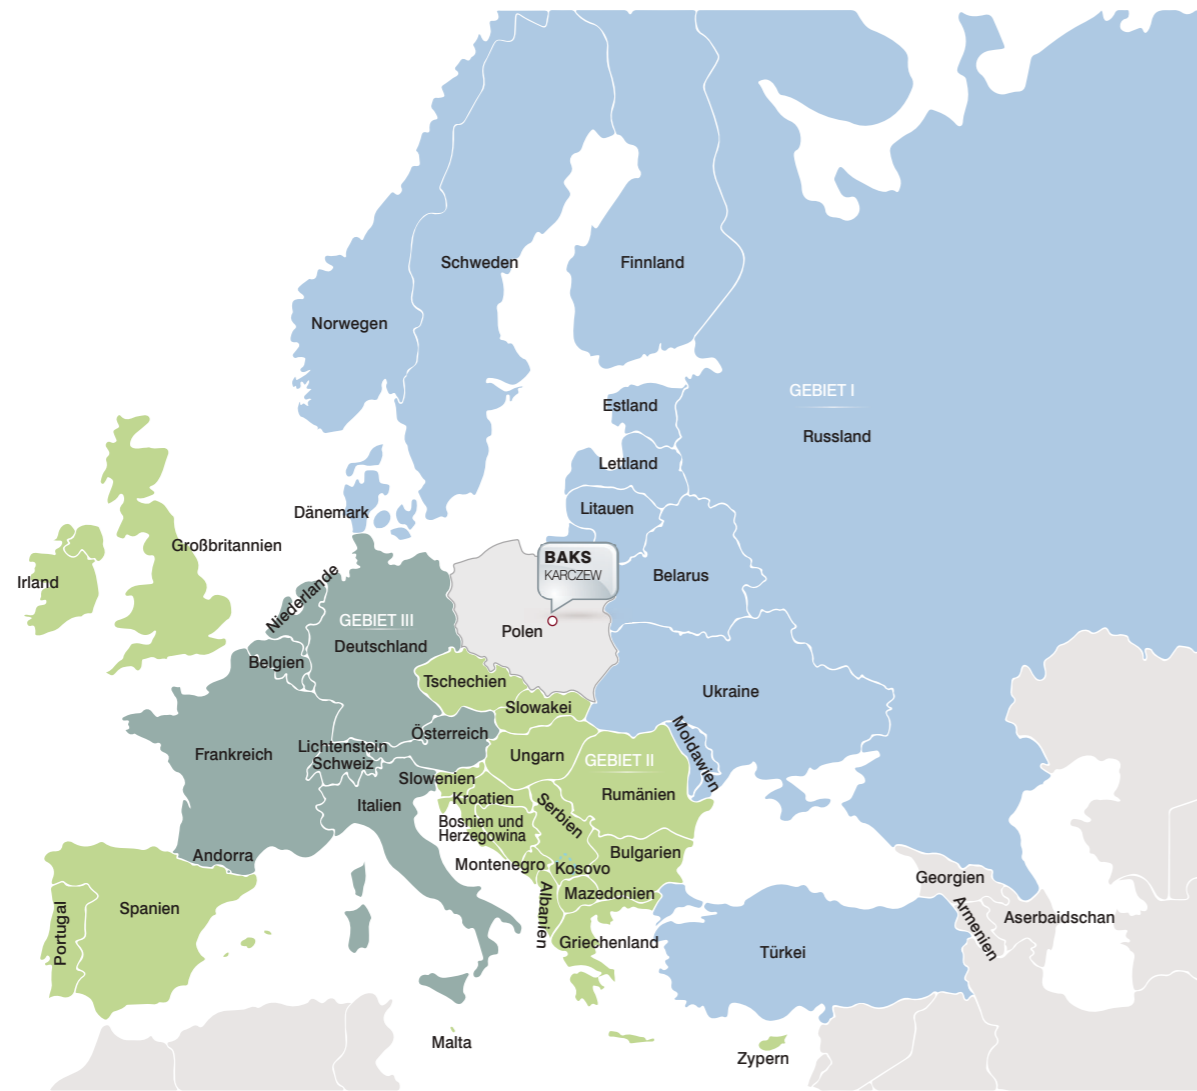 Schweden
Finnland
Norwegen
GEBIET I
Estland
Russland
Lettland
Litauen
Dänemark
Großbritannien
BAKS
KARCZEW
Belarus
Irland
Niederlande
GEBIET III
Polen
Deutschland
Belgien
Tschechien
Ukraine
Slowakei
Österreich
Moldawien
Lichtenstein
Schweiz
Frankreich
Ungarn
GEBIET II
Slowenien
Rumänien
Kroatien
Italien
Serbien
Bosnien und
Herzegowina
Andorra
Bulgarien
Montenegro
Kosovo
Georgien
Mazedonien
Albanien
Spanien
Portugal
Armenien
Aserbaidschan
Griechenland
Türkei
Malta
Zypern